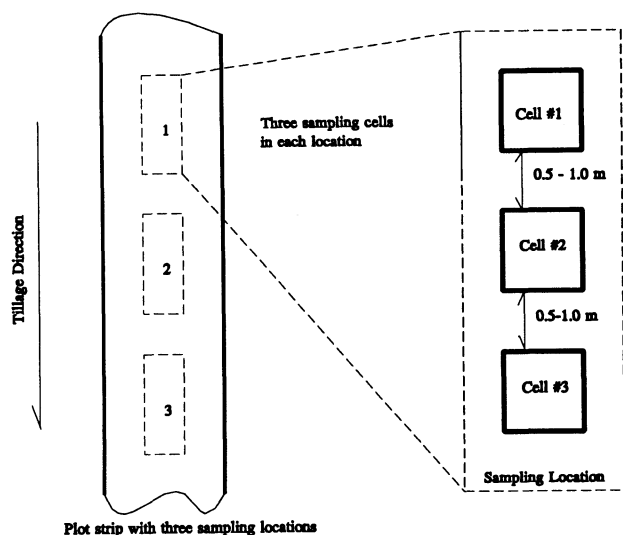 Tillage Direction
1
2
3
Plot strip with three sampling locations
Three sampling cells
in each location
Cell #1
0.5 - 1.0 m
Cell #2
0.5-1.0 m
Cell #3
Sampling Location